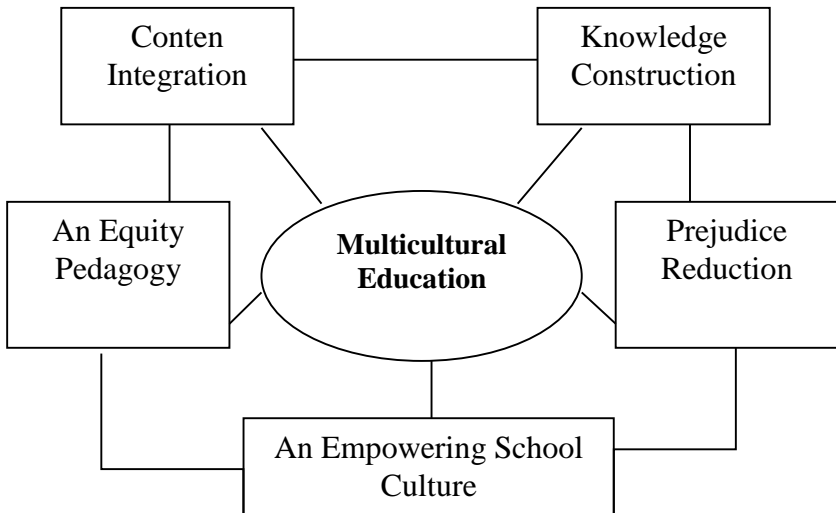 Conten
Integration
Knowledge
Construction
An Equity
Pedagogy
Multicultural
Education
Prejudice
Reduction
An Empowering School
Culture